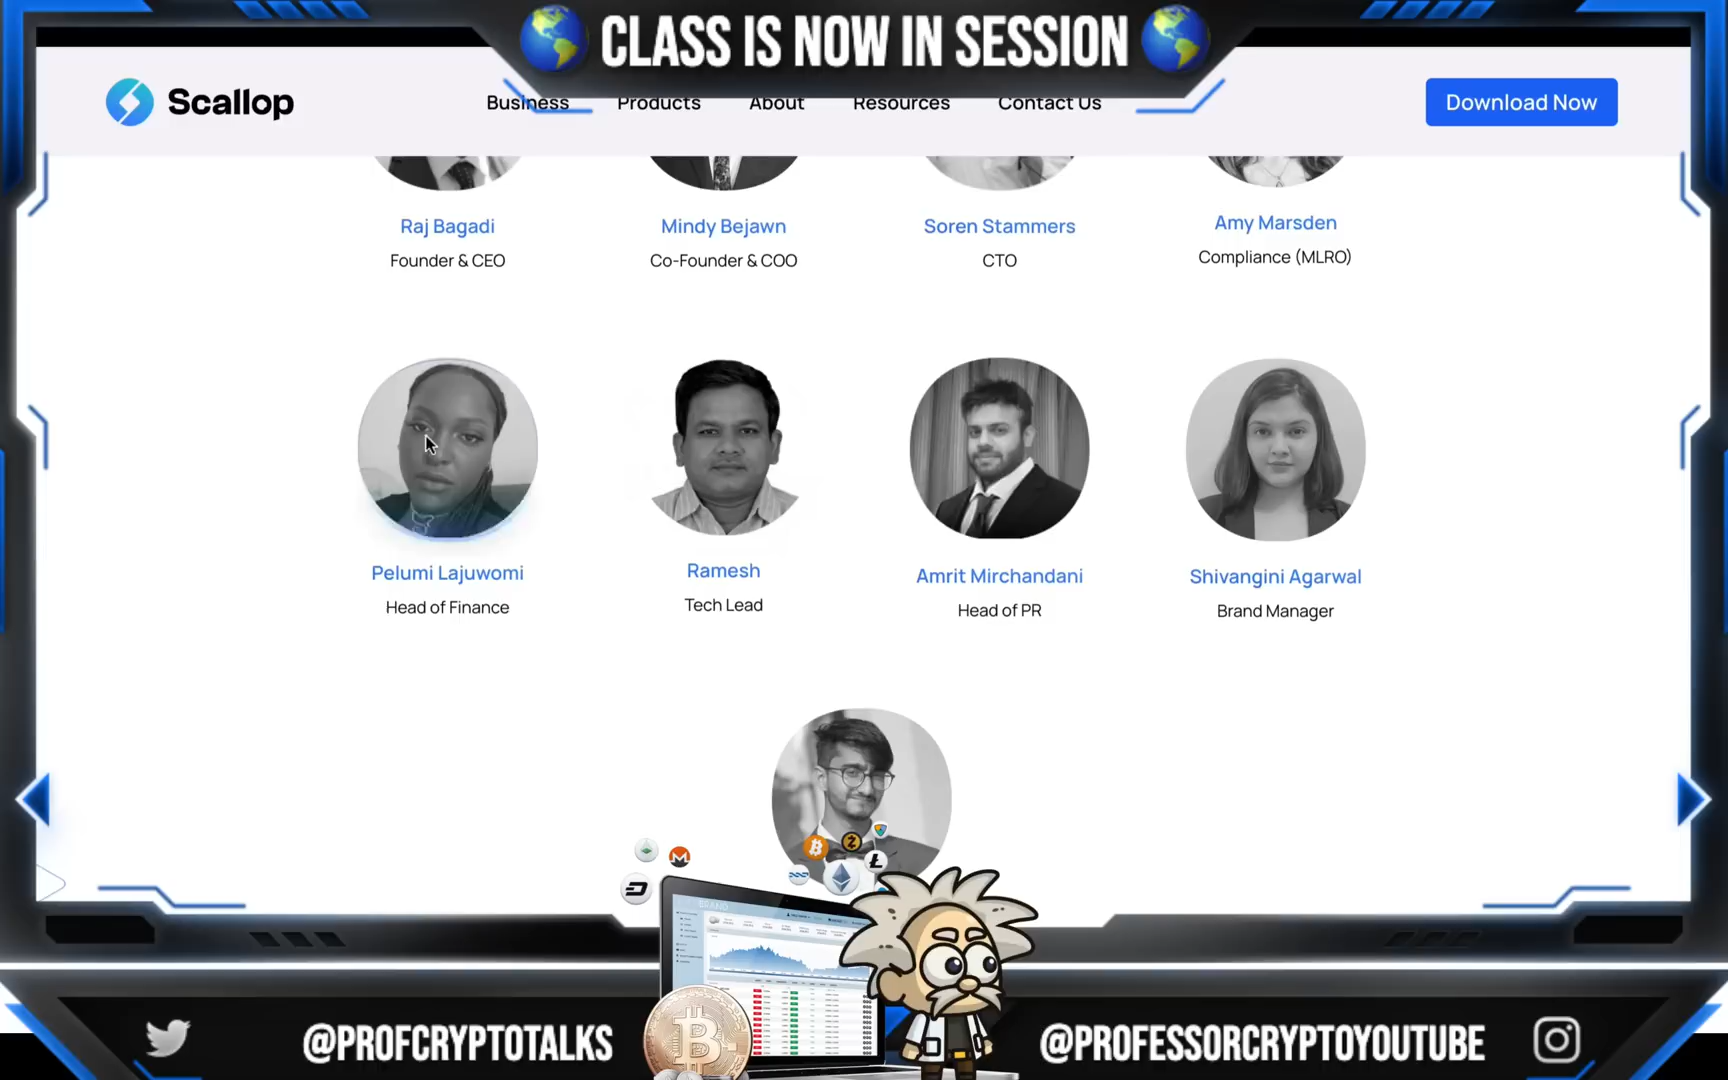 CLASS IS NOW IN SESSION
Scallop
Business Products About Resources Contact Us
Download Now
Raj Bagadi Mindy Bejawn Soren Stammers Amy Marsden
Founder & CEO Co-Founder & COO CTO Compliance (MLRO)
Pelumi Lajuwomi Ramesh Amrit Mirchandani Shivangini Agarwal
Head of Finance Tech Lead Head of PR Brand Manager
@PROFCRYPTOTALKS @PROFESSORCRYPTOYOUTUBE